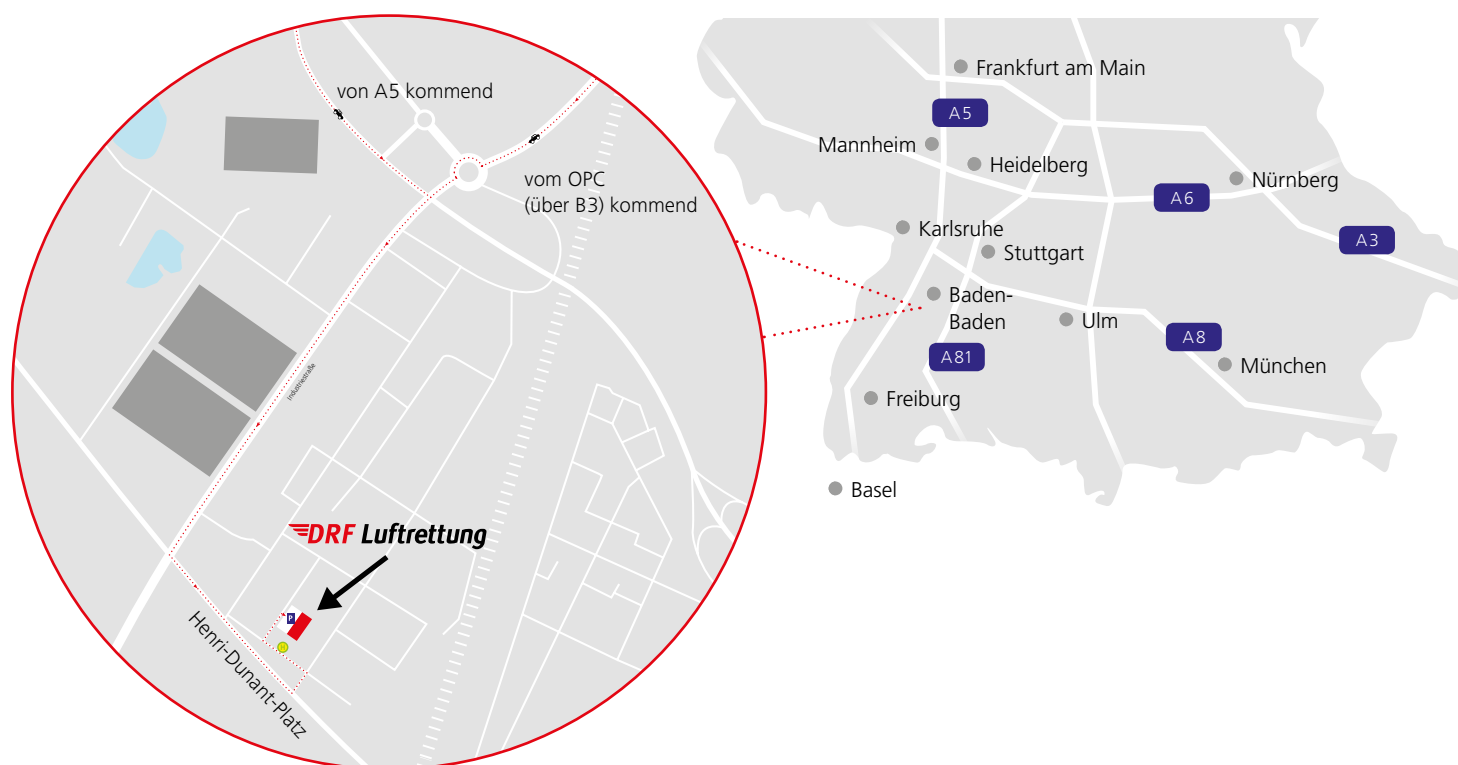 von A5 kommend
vom OPC
(über B3) kommend
Industriestraße
DRF Luftrettung
P
H
Henri-Dunant-Platz
Frankfurt am Main
A5
Mannheim
Heidelberg
Nürnberg
A6
Karlsruhe
A3
Stuttgart
Baden-
Baden
Ulm
A8
A81
München
Freiburg
Basel